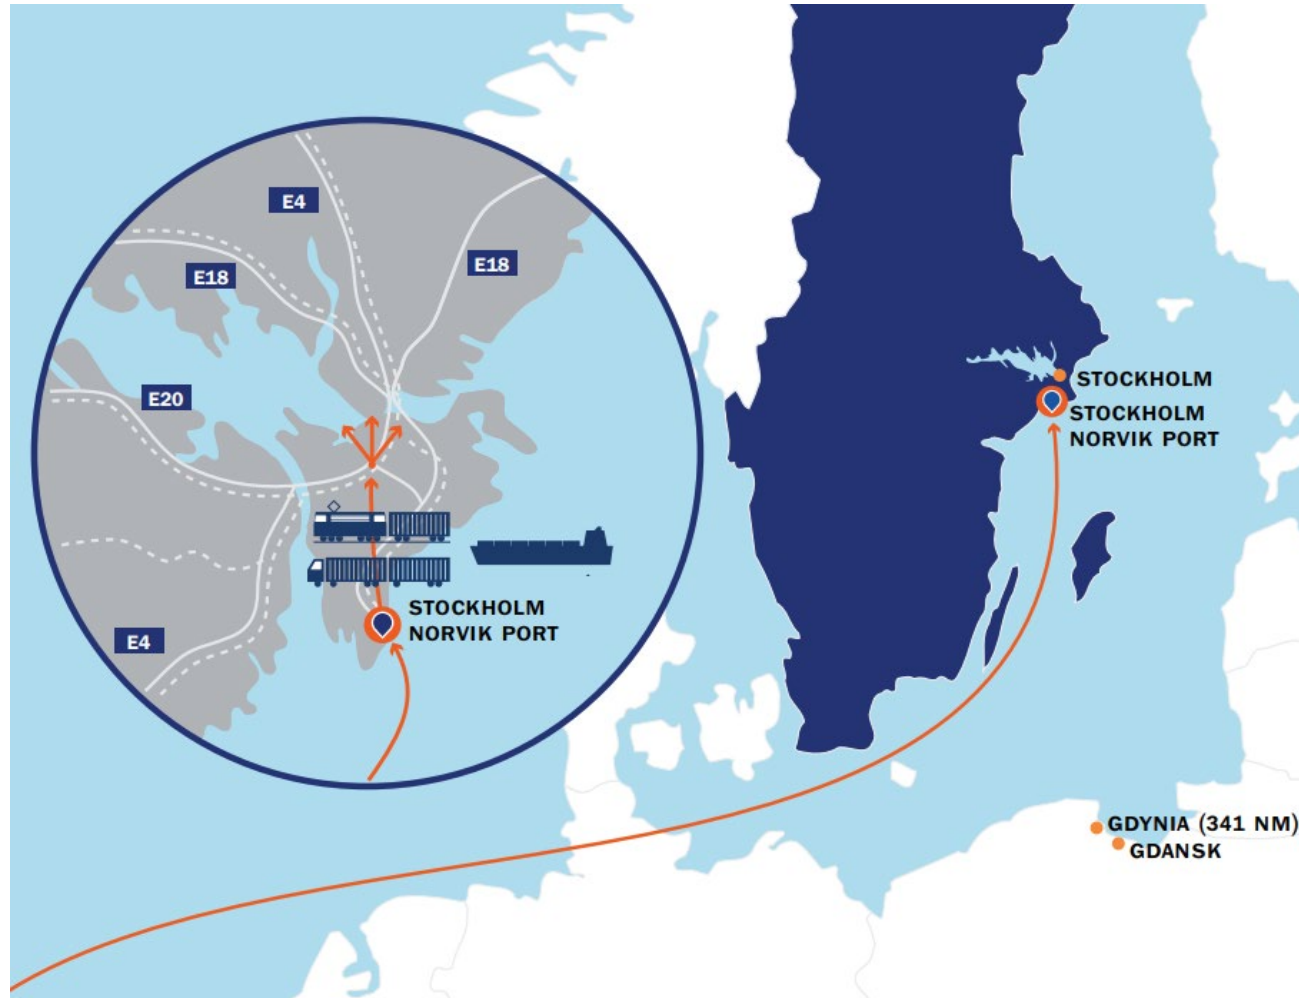 E4
E18
E18
E20
E4
STOCKHOLM
NORVIK PORT
STOCKHOLM
STOCKHOLM
NORVIK PORT
GDYNIA (341 NM)
GDANSK